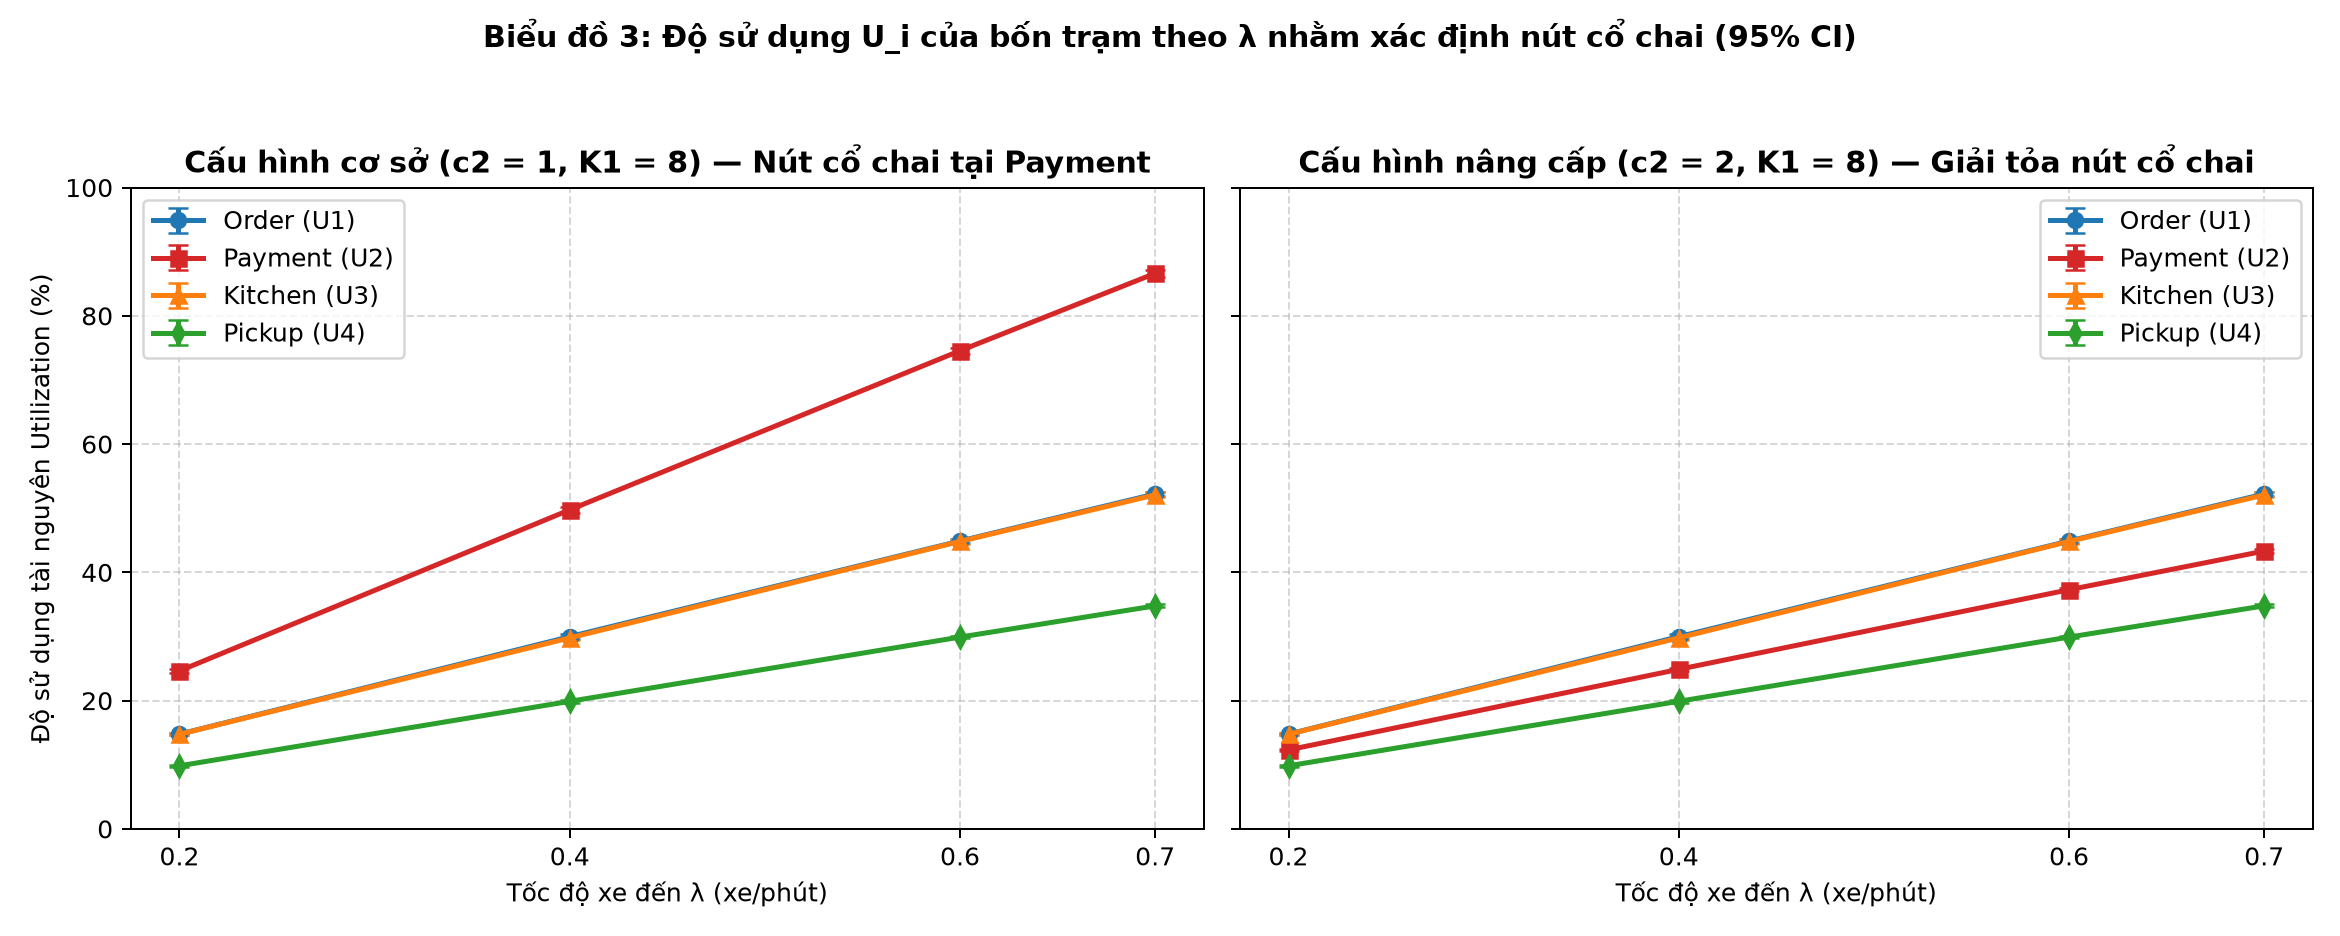 Biểu đồ 3: Độ sử dụng U_i của bốn trạm theo λ nhằm xác định nút cổ chai (95% CI)
Cấu hình cơ sở (c2 = 1, K1 = 8) — Nút cổ chai tại Payment
Độ sử dụng tài nguyên Utilization (%)
100
80
60
40
20
0
Order (U1)
Payment (U2)
Kitchen (U3)
Pickup (U4)
0.2
0.4
0.6
0.7
Tốc độ xe đến λ (xe/phút)
Cấu hình nâng cấp (c2 = 2, K1 = 8) — Giải tỏa nút cổ chai
Order (U1)
Payment (U2)
Kitchen (U3)
Pickup (U4)
0.2
0.4
0.6
0.7
Tốc độ xe đến λ (xe/phút)